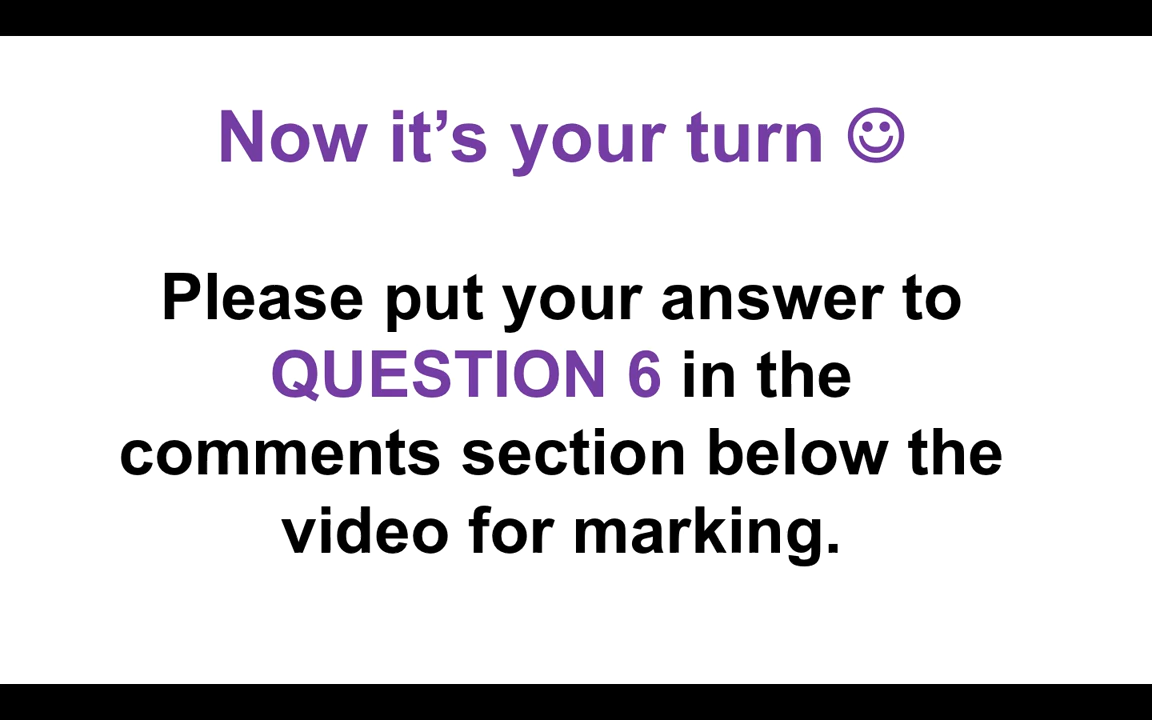 Now it’s your turn ☺
Please put your answer to
QUESTION 6 in the
comments section below the
video for marking.